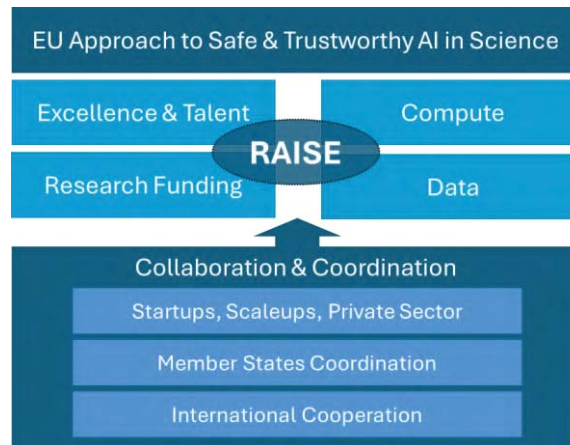 EU Approach to Safe & Trustworthy AI in Science
Excellence & Talent
Compute
RAISE
Research Funding
Data
Collaboration & Coordination
Startups, Scaleups, Private Sector
Member States Coordination
International Cooperation